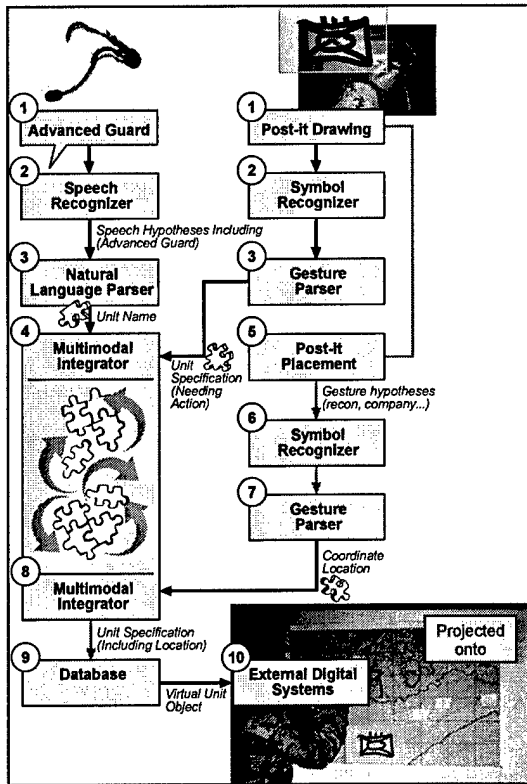 1
Advanced Guard
2
Speech
Recognizer
Speech Hypotheses Including
(Advanced Guard)
3
Natural
Language Parser
Unit Name
4
Multimodal
Integrator
8
Multimodal
Integrator
Unit Specification
(Including Location)
9
Database
Virtual Unit
Object
1
Post-it Drawing
2
Symbol
Recognizer
3
Gesture
Parser
Unit
Specification
(Needing
Action)
5
Post-it
Placement
Gesture hypotheses
(recon, company...)
6
Symbol
Recognizer
7
Gesture
Parser
Coordinate
Location
10
External Digital
Systems
Projected
onto